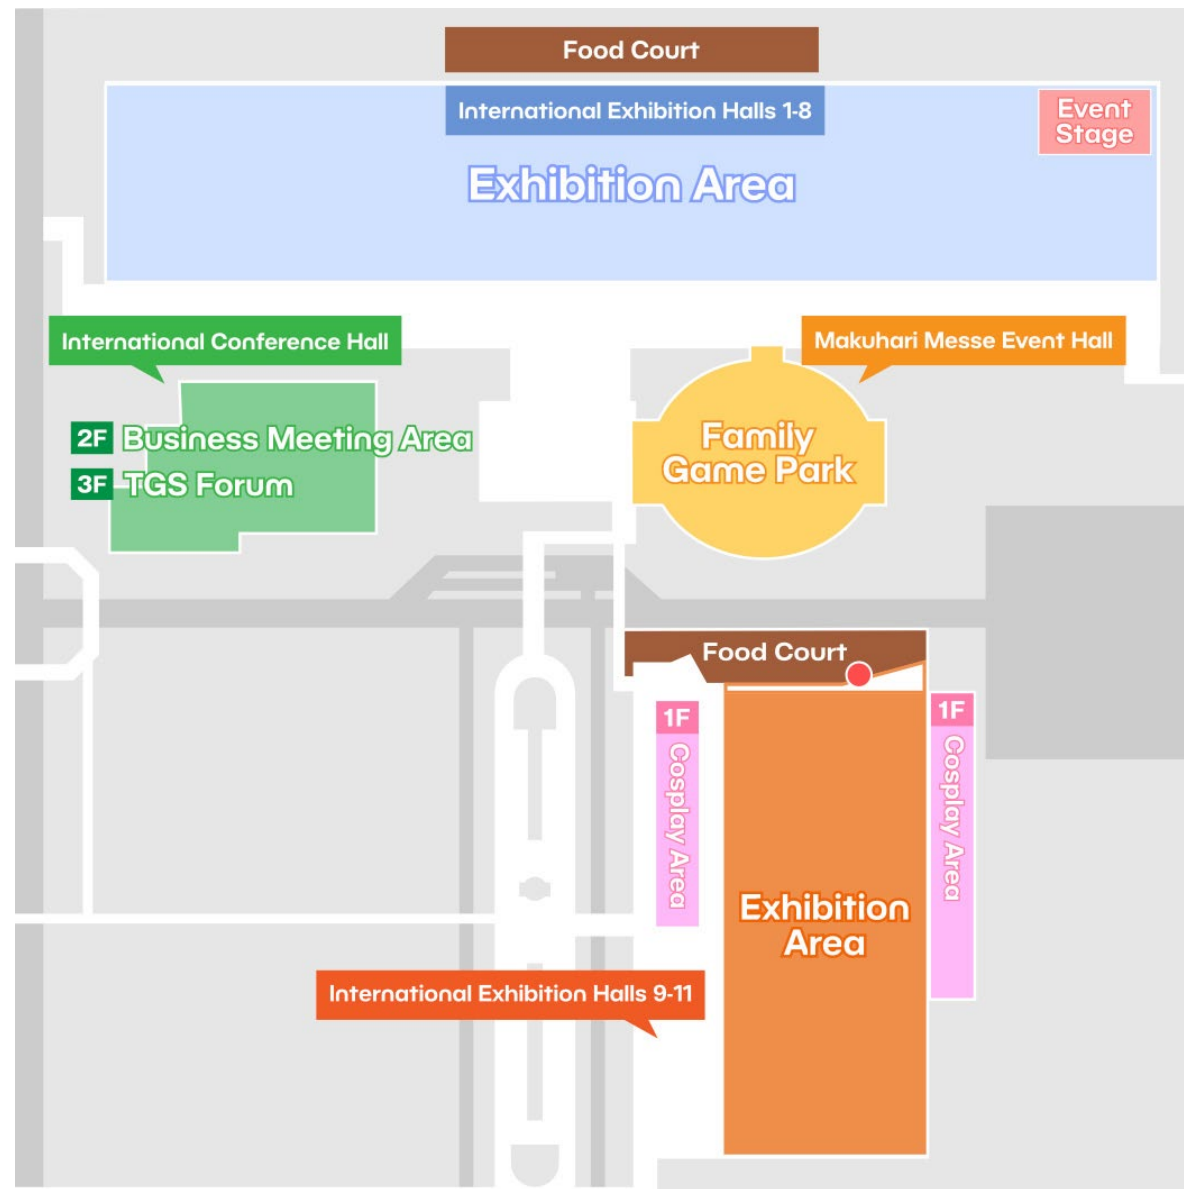 Food Court
International Exhibition Halls 1-8
Event
Stage
Exhibition Area
International Conference Hall
Makuhari Messe Event Hall
2F Business Meeting Area
3F TGS Forum
Family
Game Park
Food Court
1F
Cosplay Area
1F
Cosplay Area
Exhibition
Area
International Exhibition Halls 9-11